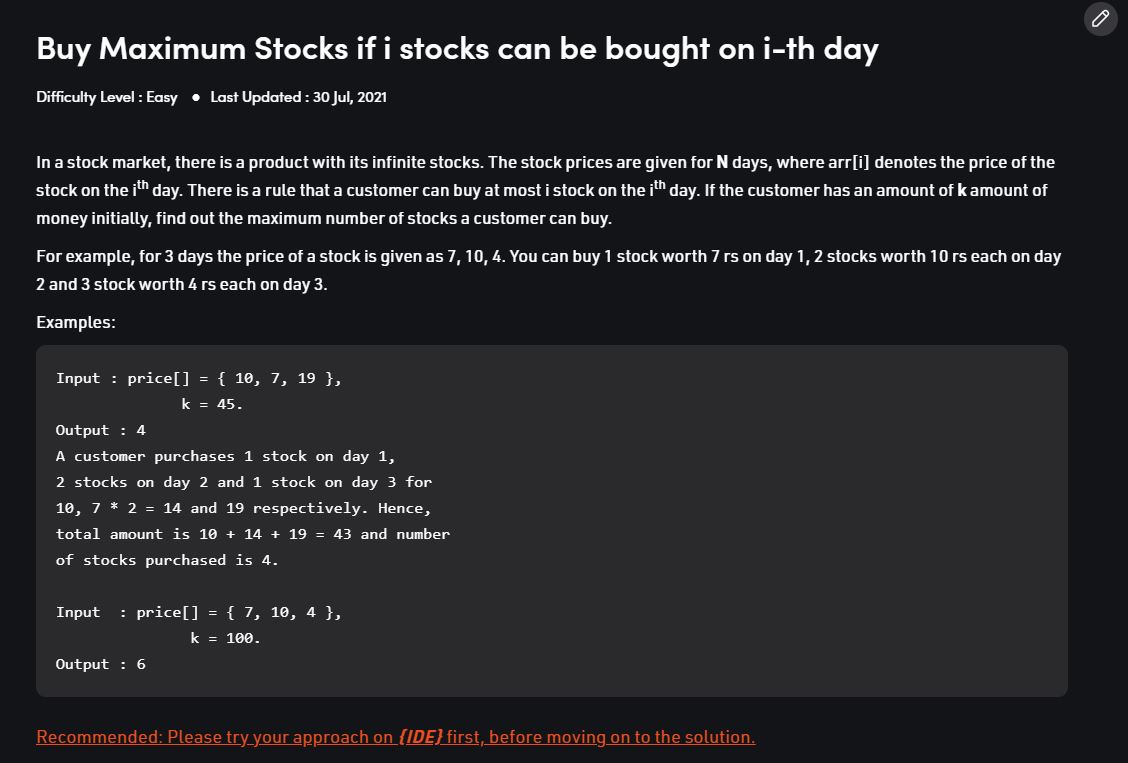 Buy Maximum Stocks if i stocks can be bought on i-th day
Difficulty Level : Easy ● Last Updated : 30 Jul, 2021
In a stock market, there is a product with its infinite stocks. The stock prices are given for N days, where arr[i] denotes the price of the
stock on the ith day. There is a rule that a customer can buy at most i stock on the ith day. If the customer has an amount of k amount of
money initially, find out the maximum number of stocks a customer can buy.
For example, for 3 days the price of a stock is given as 7, 10, 4. You can buy 1 stock worth 7 rs on day 1, 2 stocks worth 10 rs each on day
2 and 3 stock worth 4 rs each on day 3.
Examples:
Input : price[] = { 10, 7, 19 },
k = 45.
Output : 4
A customer purchases 1 stock on day 1,
2 stocks on day 2 and 1 stock on day 3 for
10, 7 * 2 = 14 and 19 respectively. Hence,
total amount is 10 + 14 + 19 = 43 and number
of stocks purchased is 4.
Input  : price[] = { 7, 10, 4 },
k = 100.
Output : 6
Recommended: Please try your approach on {IDE} first, before moving on to the solution.